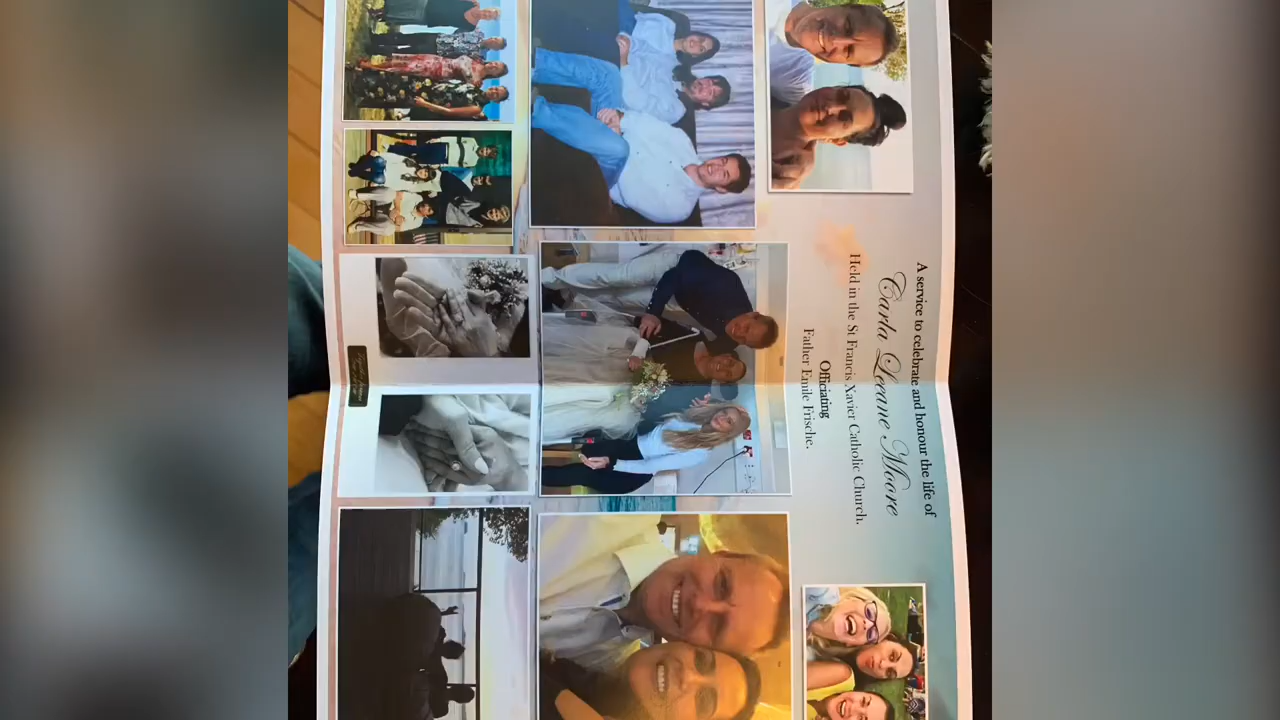 A service to celebrate and honour the life of
Carla Leeane Moore
Held in the St Francis Xavier Catholic Church.
Officiating
Father Emile Frische.